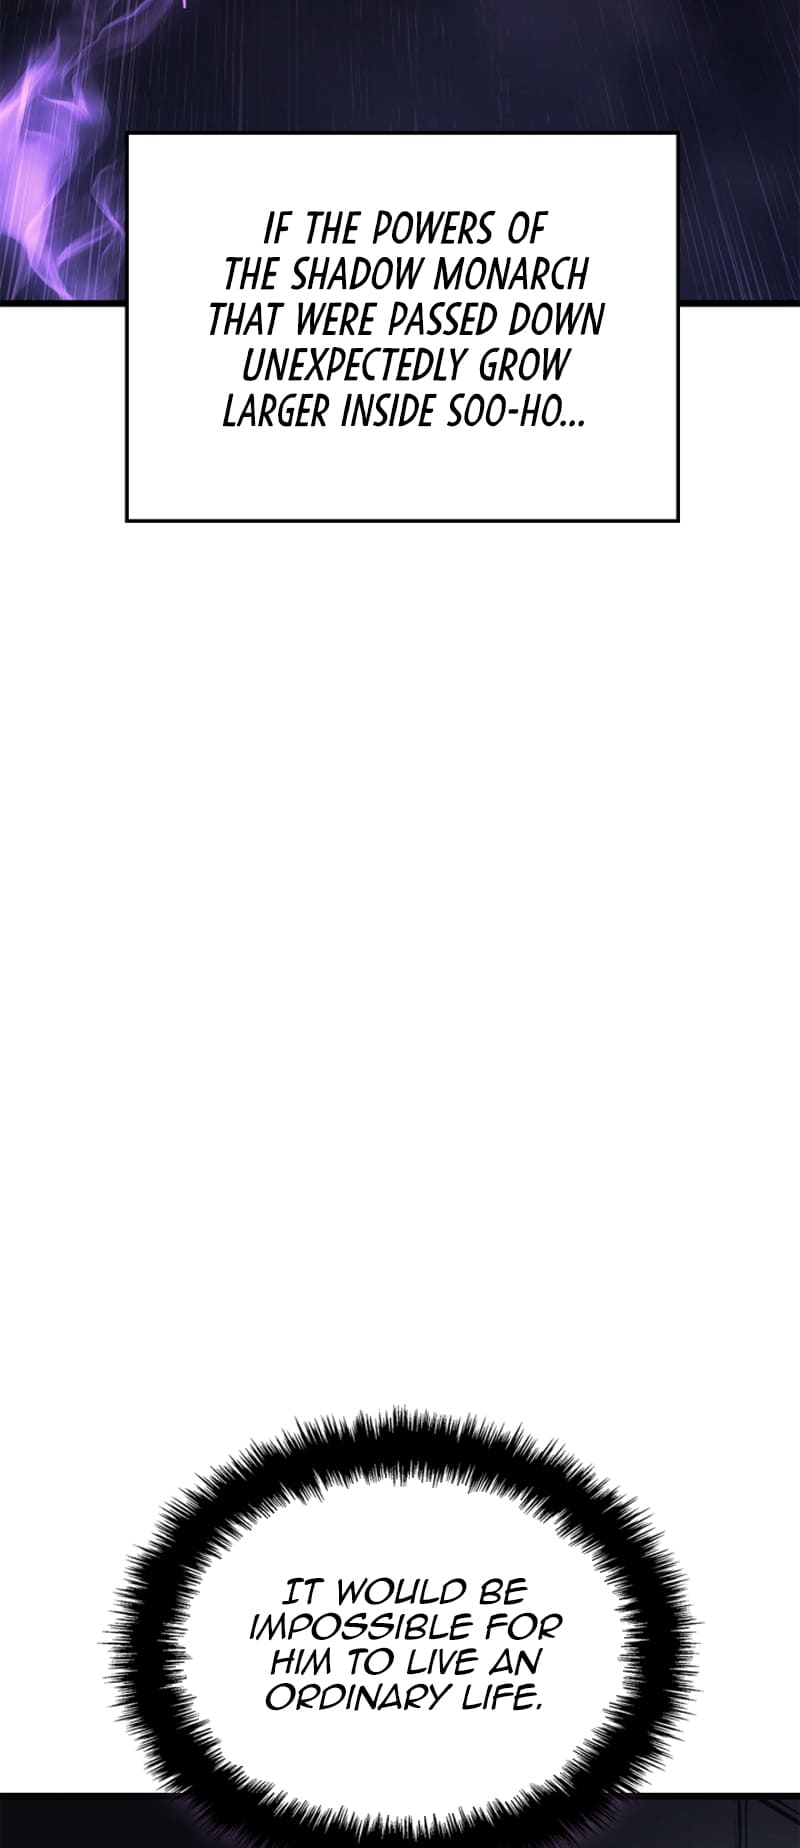 IF THE POWERS OF
THE SHADOW MONARCH
THAT WERE PASSED DOWN
UNEXPECTEDLY GROW
LARGER INSIDE SOO-HO...
IT WOULD BE
IMPOSSIBLE FOR
HIM TO LIVE AN
ORDINARY LIFE.